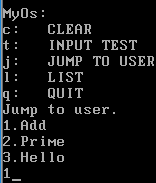 MyOs:
c:   CLEAR
t:   INPUT TEST
j:   JUMP TO USER
l:   LIST
q:   QUIT
Jump to user.
1.Add
2.Prime
3.Hello
1_